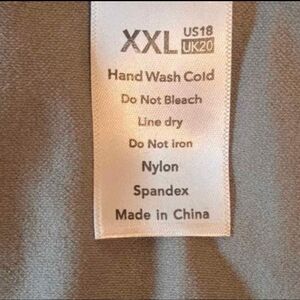 XXL US18
UK20
Hand Wash Cold
Do Not Bleach
Line dry
Do Not iron
Nylon
Spandex
Made in China